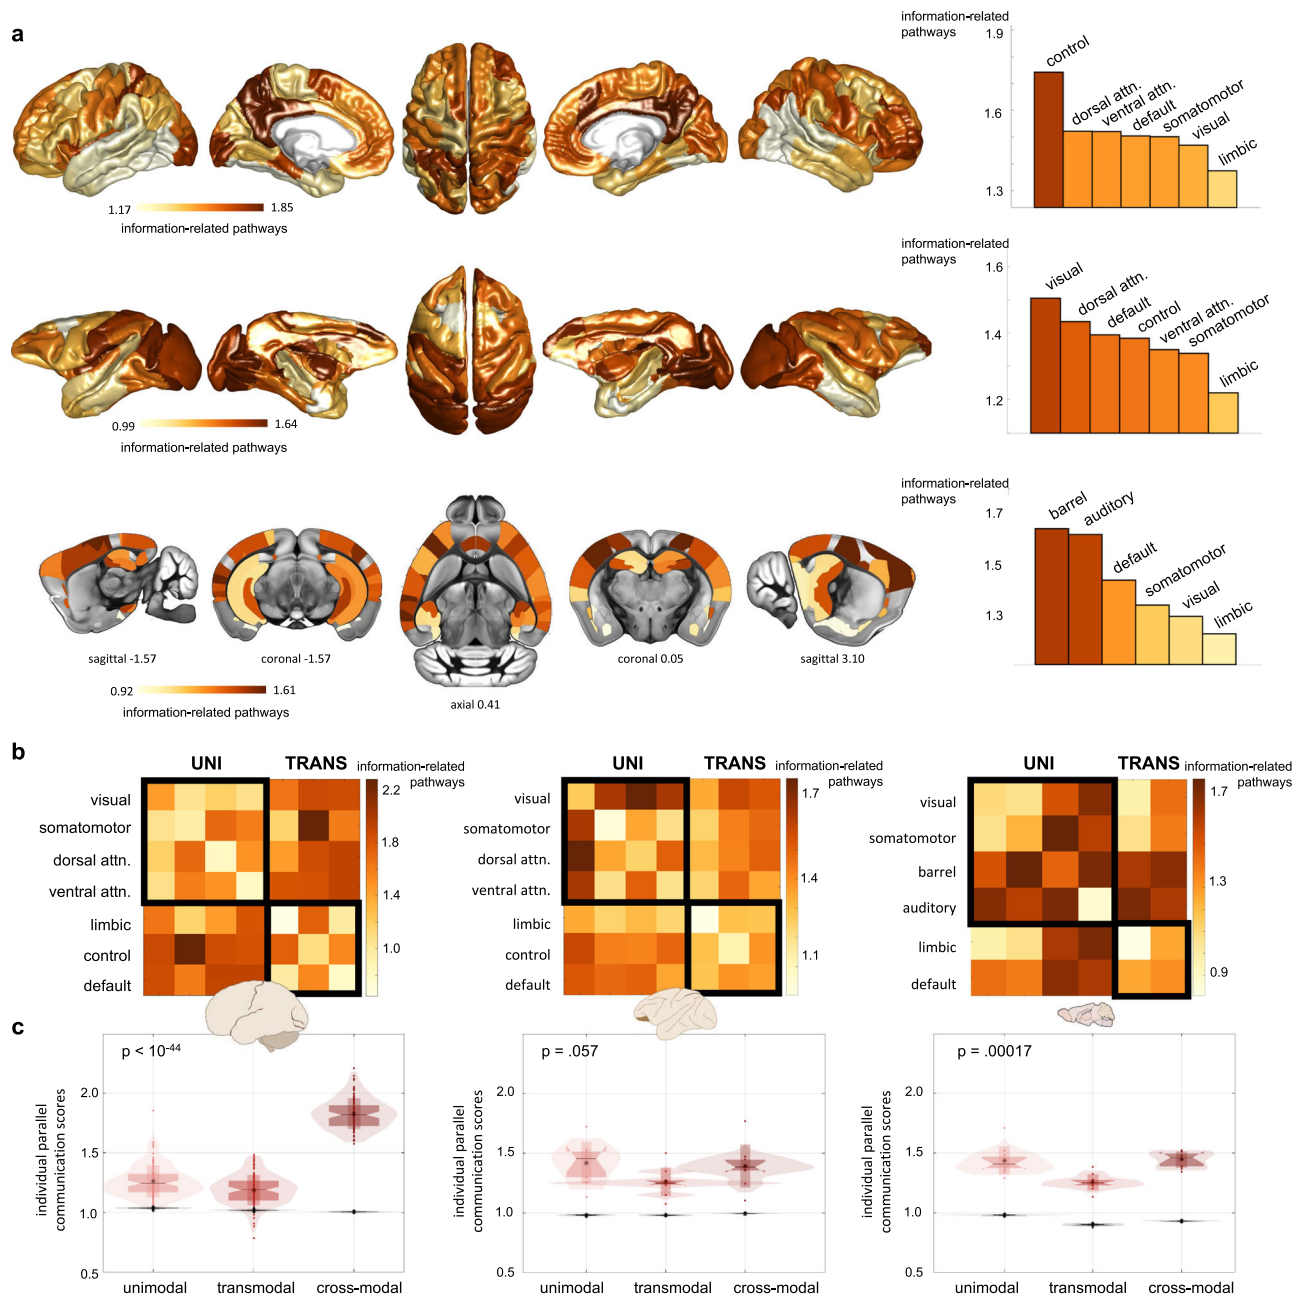 a
information-related
pathways
1.9
1.6
1.3
control
dorsal attn.
ventral attn.
default
somatomotor
visual
limbic
1.17
1.85
information-related pathways
information-related
pathways
1.6
1.4
1.2
visual
dorsal attn.
default
control
ventral attn.
somatomotor
limbic
0.99
1.64
information-related pathways
information-related
pathways
1.7
1.5
1.3
barrel
auditory
default
somatomotor
visual
limbic
sagittal -1.57
coronal -1.57
axial 0.41
coronal 0.05
sagittal 3.10
0.92
1.61
information-related pathways
b
UNI TRANS
information-related
pathways
visual
somatomotor
dorsal attn.
ventral attn.
limbic
control
default
2.2
1.8
1.4
1.0
UNI TRANS
information-related
pathways
visual
somatomotor
dorsal attn.
ventral attn.
limbic
control
default
1.7
1.4
1.1
UNI TRANS
information-related
pathways
visual
somatomotor
barrel
auditory
limbic
default
1.7
1.3
0.9
c
individual parallel
communication scores
p < 10-44
2.0
1.5
1.0
0.5
unimodal transmodal cross-modal
individual parallel
communication scores
p = .057
2.0
1.5
1.0
0.5
unimodal transmodal cross-modal
individual parallel
communication scores
p = .00017
2.0
1.5
1.0
0.5
unimodal transmodal cross-modal